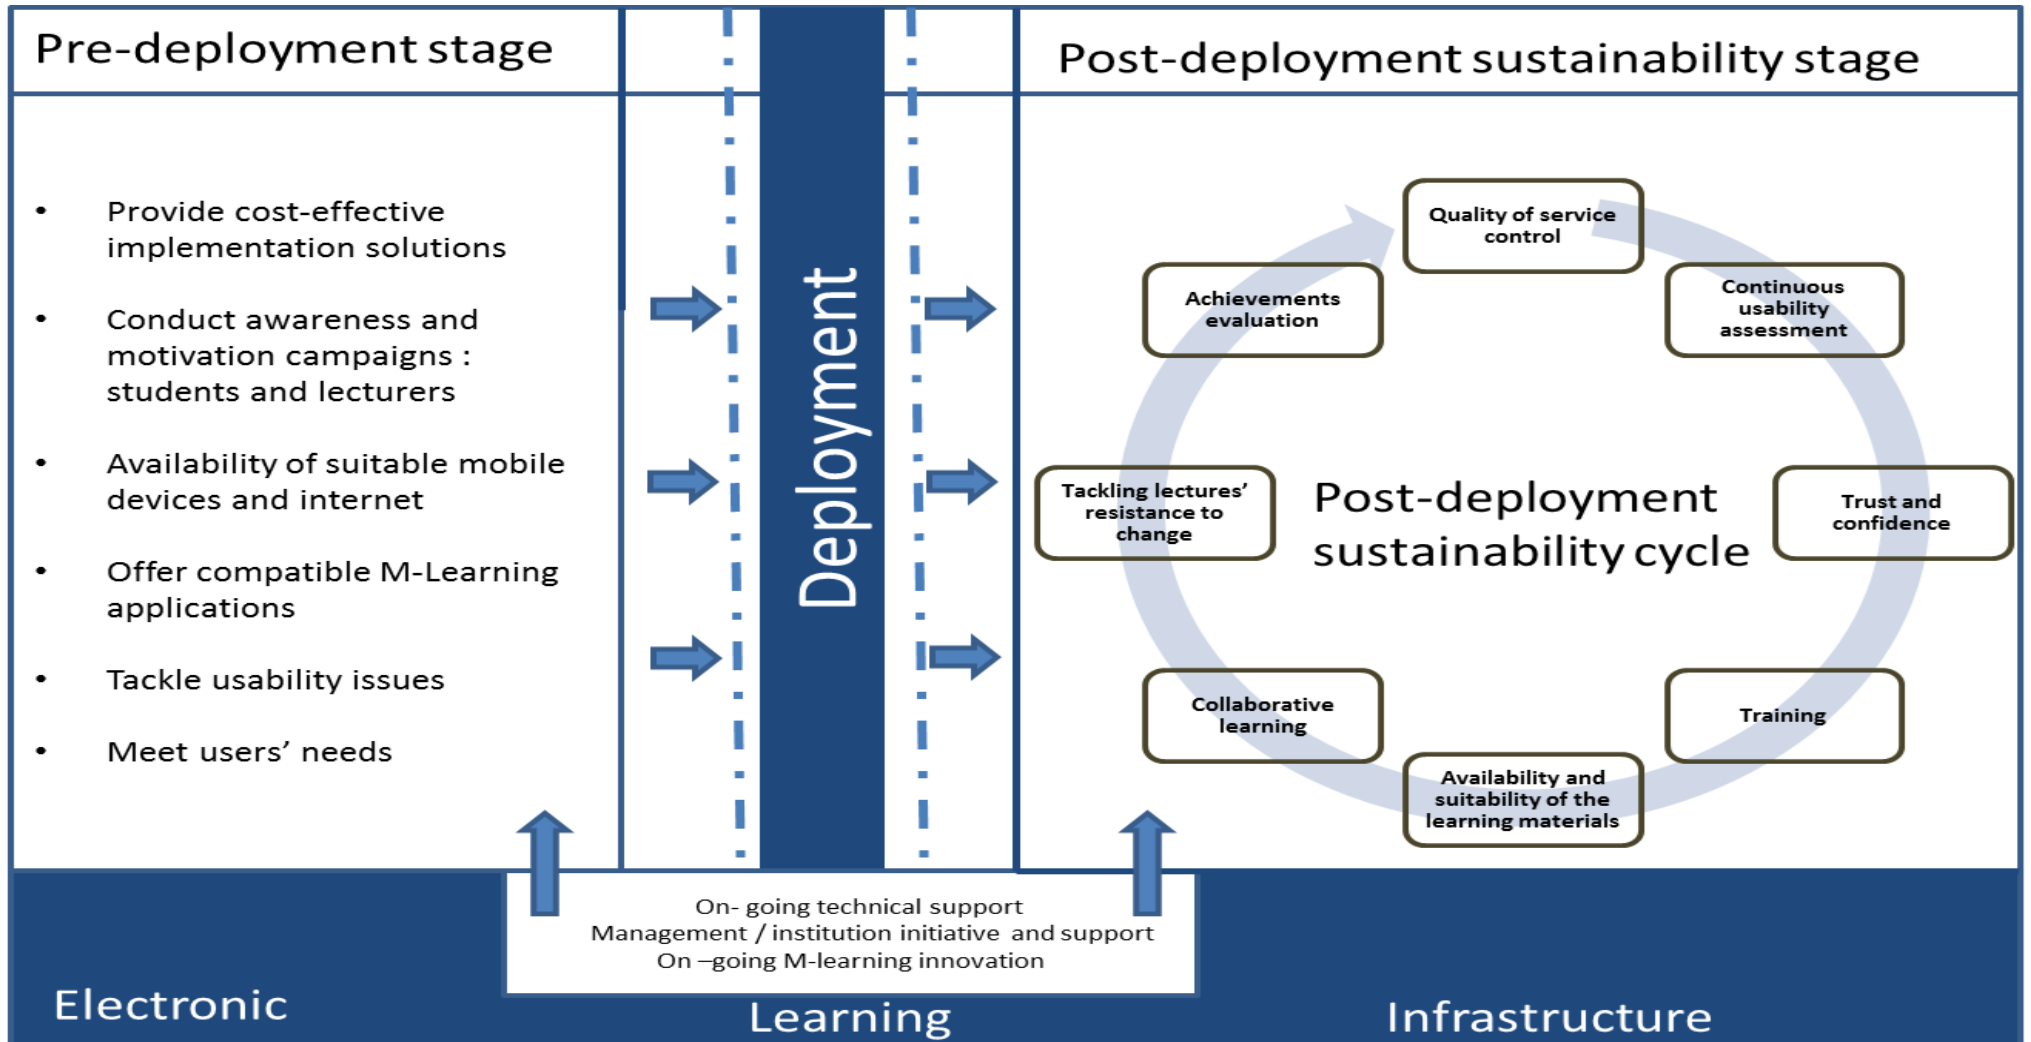 Pre-deployment stage
• Provide cost-effective
implementation solutions
• Conduct awareness and
motivation campaigns :
students and lecturers
• Availability of suitable mobile
devices and internet
• Offer compatible M-Learning
applications
• Tackle usability issues
• Meet users’ needs
Deployment
Post-deployment sustainability stage
Quality of service
control
Continuous
usability
assessment
Trust and
confidence
Training
Availability and
suitability of the
learning materials
Collaborative
learning
Tackling lectures’
resistance to
change
Achievements
evaluation
Post-deployment
sustainability cycle
On- going technical support
Management / institution initiative and support
On –going M-learning innovation
Electronic
Learning
Infrastructure